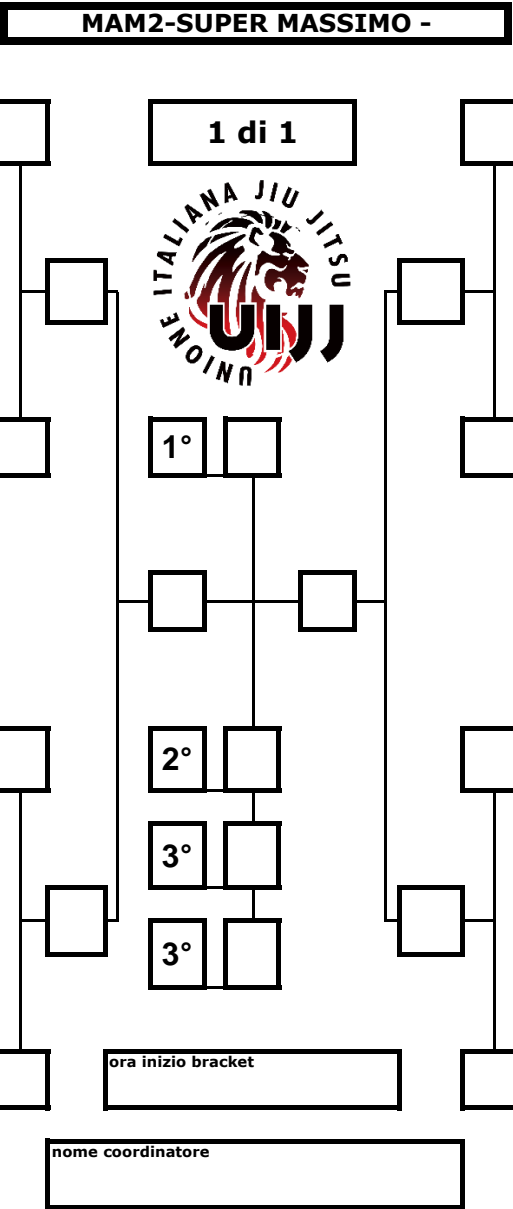 MAM2-SUPER MASSIMO -
1 di 1
UNIONE ITALIANA JIU JITSU
UIJJ
1°
2°
3°
3°
ora inizio bracket
nome coordinatore